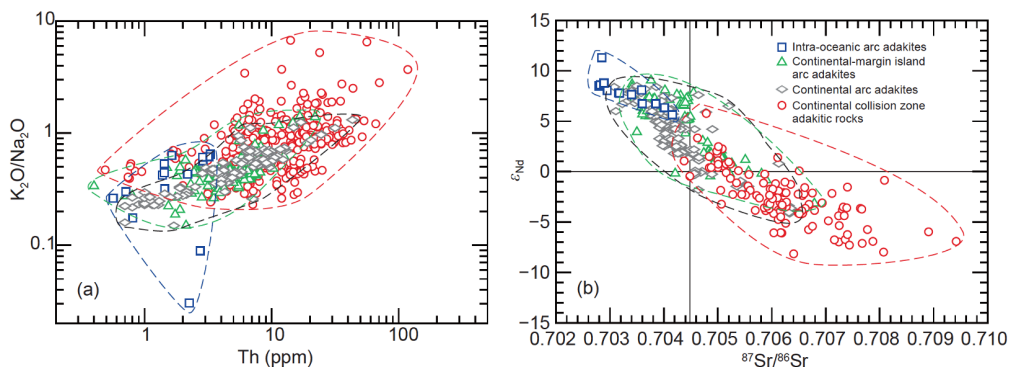 10
1
0.1
K₂O/Na₂O
(a)
1
10
100
Th (ppm)
15
10
5
0
−5
−10
−15
εNd
Intra-oceanic arc adakites
Continental-margin island
arc adakites
Continental arc adakites
Continental collision zone
adakitic rocks
(b)
0.702 0.703 0.704 0.705 0.706 0.707 0.708 0.709 0.710
⁸⁷Sr/⁸⁶Sr